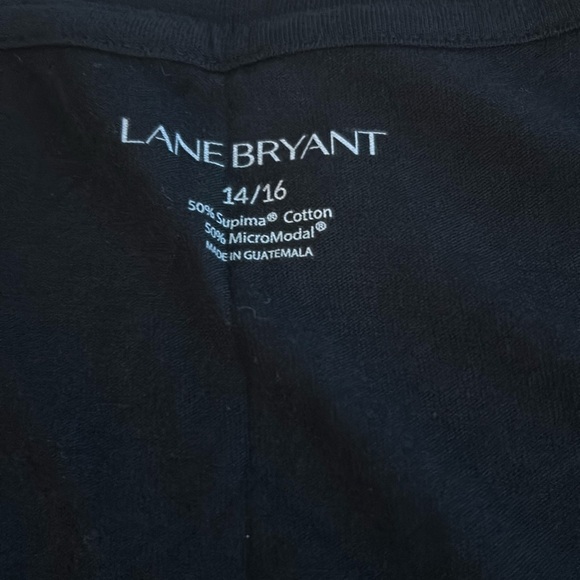 LANE BRYANT
14/16
50% Supima® Cotton
50% MicroModal®
MADE IN GUATEMALA